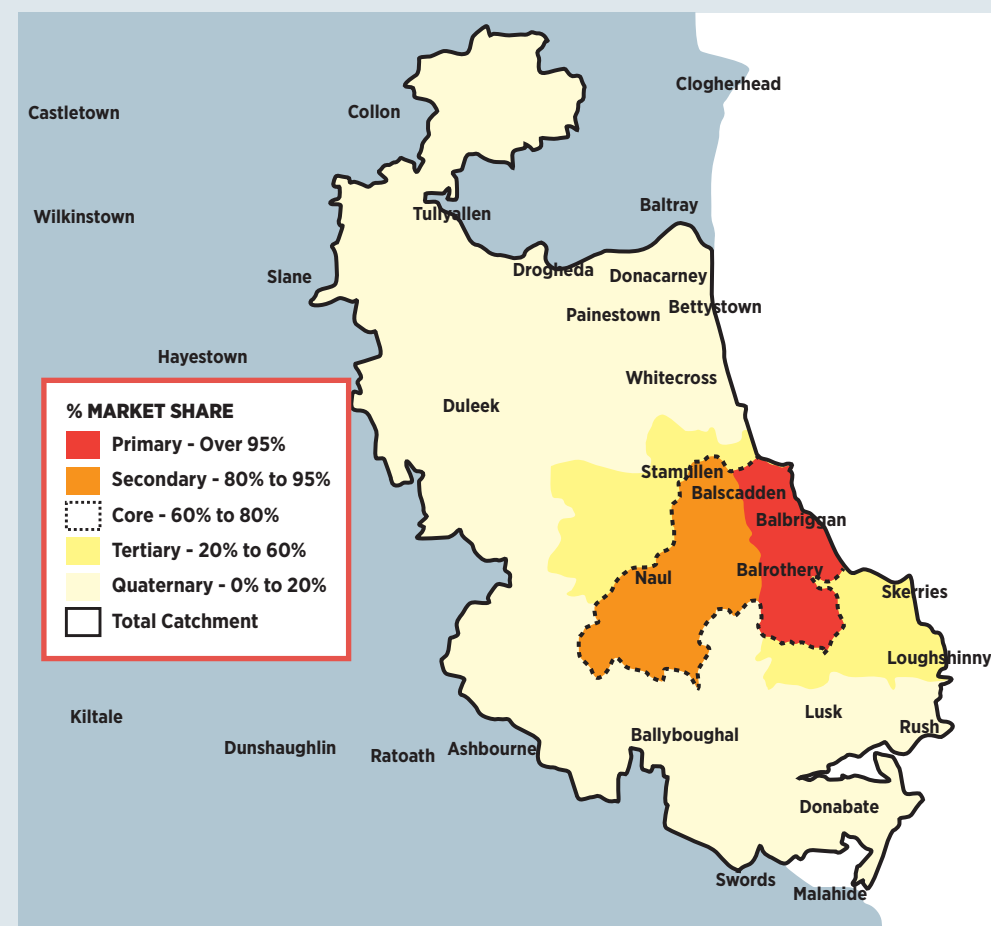 Clogherhead
Castletown
Collon
Baltray
Tullyallen
Wilkinstown
Drogheda
Donacarney
Slane
Bettystown
Painestown
Hayestown
Whitecross
Duleek
% MARKET SHARE
Primary - Over 95%
Secondary - 80% to 95%
Core - 60% to 80%
Tertiary - 20% to 60%
Quaternary - 0% to 20%
Total Catchment
Stamullen
Balscadden
Balbriggan
Balrothery
Naul
Skerries
Loughshinny
Lusk
Kiltale
Rush
Ballyboughal
Dunshaughlin
Ratoath
Ashbourne
Donabate
Swords
Malahide